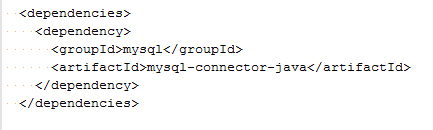 <dependencies>
<dependency>
<groupId>mysql</groupId>
<artifactId>mysql-connector-java</artifactId>
</dependency>
</dependencies>